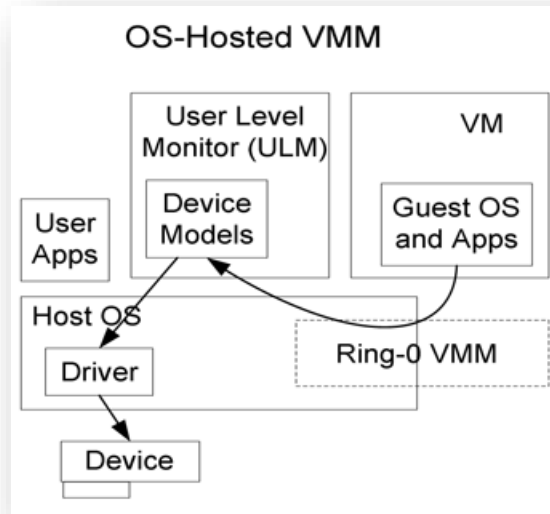 OS-Hosted VMM
User Level
Monitor (ULM)
VM
Device
Models
Guest OS
and Apps
User
Apps
Host OS
Ring-0 VMM
Driver
Device